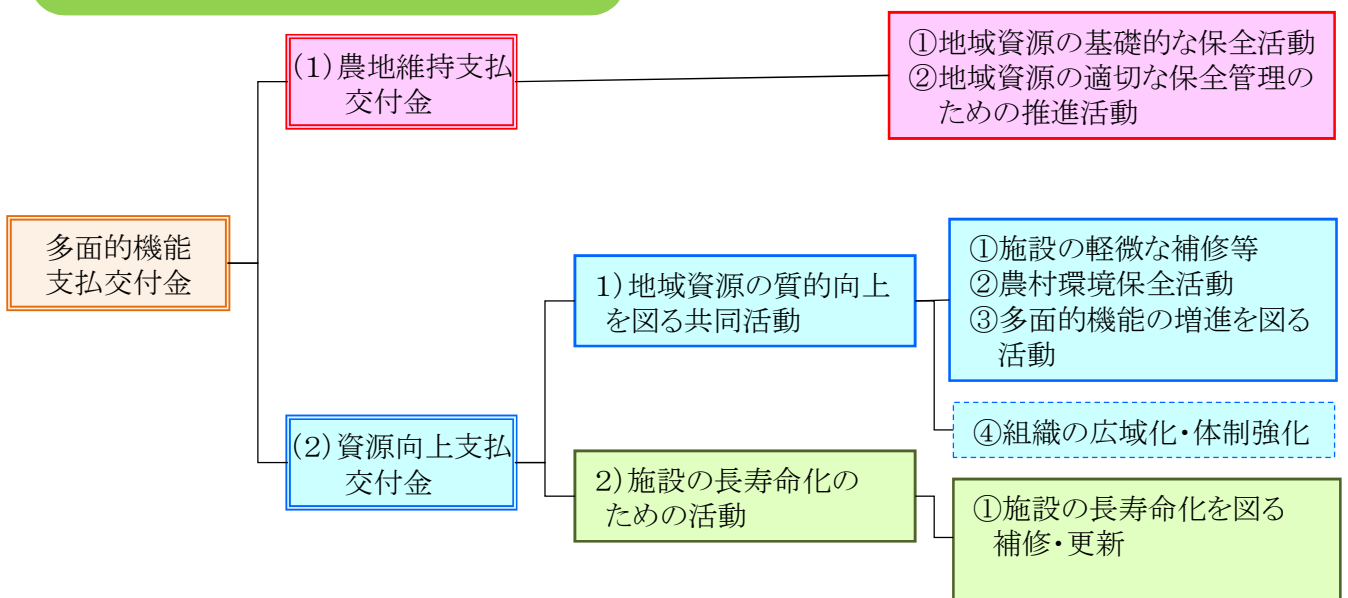 (1)農地維持支払
交付金
①地域資源の基礎的な保全活動
②地域資源の適切な保全管理の
ための推進活動
多面的機能
支払交付金
1)地域資源の質的向上
を図る共同活動
①施設の軽微な補修等
②農村環境保全活動
③多面的機能の増進を図る
活動
④組織の広域化・体制強化
(2)資源向上支払
交付金
2)施設の長寿命化の
ための活動
①施設の長寿命化を図る
補修・更新